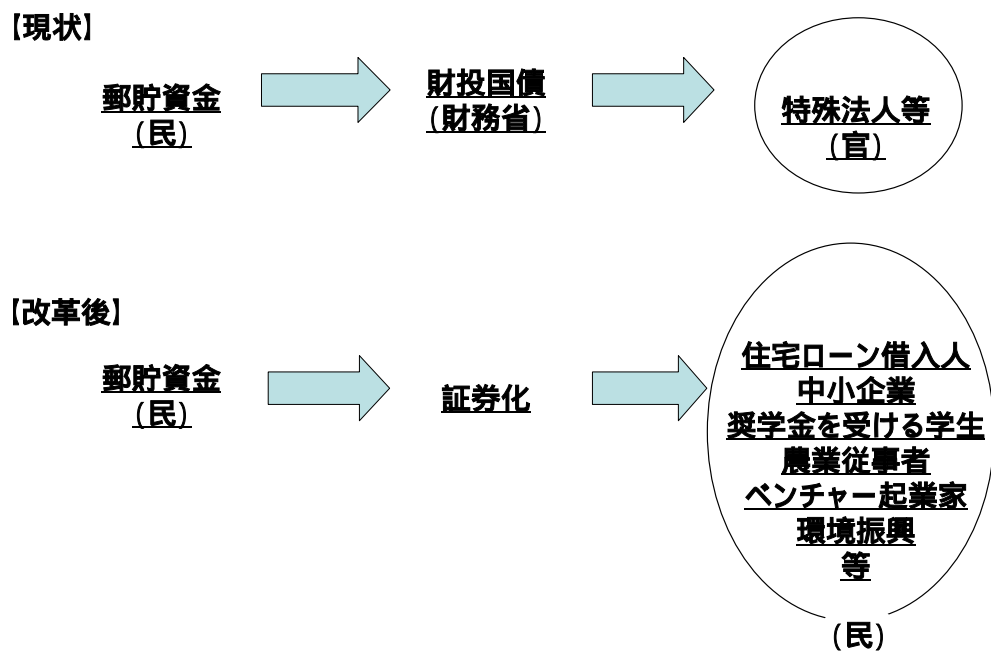 【現状】
郵貯資金
(民)
財投国債
(財務省)
特殊法人等
(官)
【改革後】
郵貯資金
(民)
証券化
住宅ローン借入人
中小企業
奨学金を受ける学生
農業従事者
ベンチャー起業家
環境振興
等
(民)